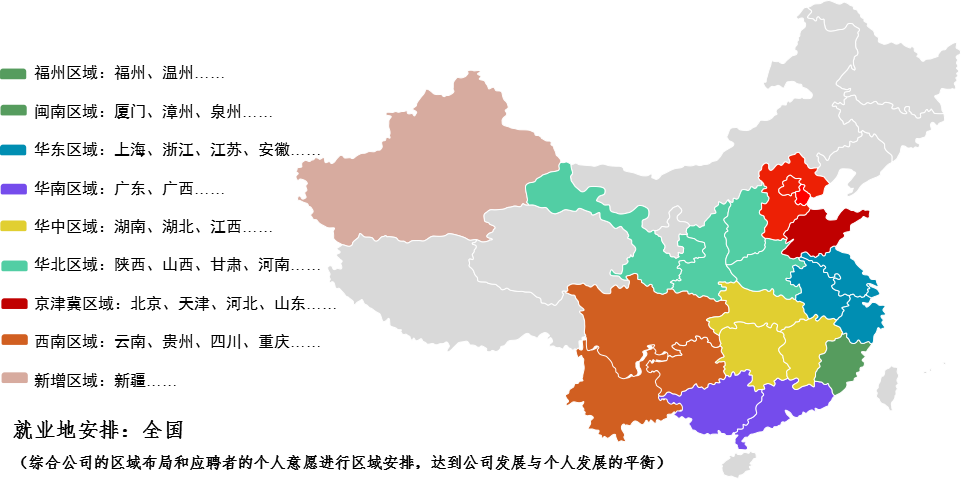 福州区域：福州、温州……
闽南区域：厦门、漳州、泉州……
华东区域：上海、浙江、江苏、安徽……
华南区域：广东、广西……
华中区域：湖南、湖北、江西……
华北区域：陕西、山西、甘肃、河南……
京津冀区域：北京、天津、河北、山东……
西南区域：云南、贵州、四川、重庆……
新增区域：新疆……
就业地安排：全国
（综合公司的区域布局和应聘者的个人意愿进行区域安排，达到公司发展与个人发展的平衡）